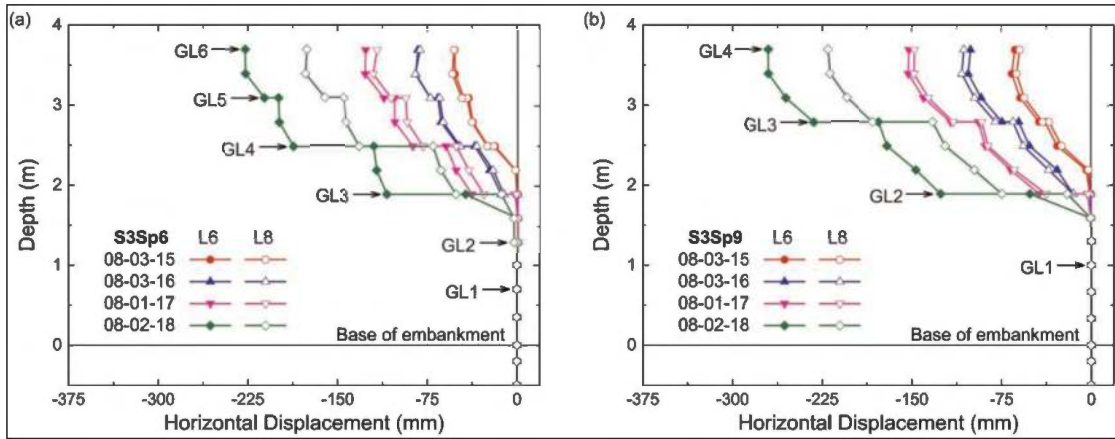 (a)
4
3
2
1
0
Depth (m)
GL6
GL5
GL4
GL3
GL2
GL1
S3Sp6 L6 L8
08-03-15
08-03-16
08-01-17
08-02-18
Base of embankment
-375 -300 -225 -150 -75 0
Horizontal Displacement (mm)
(b)
4
3
2
1
0
Depth (m)
GL4
GL3
GL2
GL1
S3Sp9 L6 L8
08-03-15
08-03-16
08-01-17
08-02-18
Base of embankment
-375 -300 -225 -150 -75 0
Horizontal Displacement (mm)